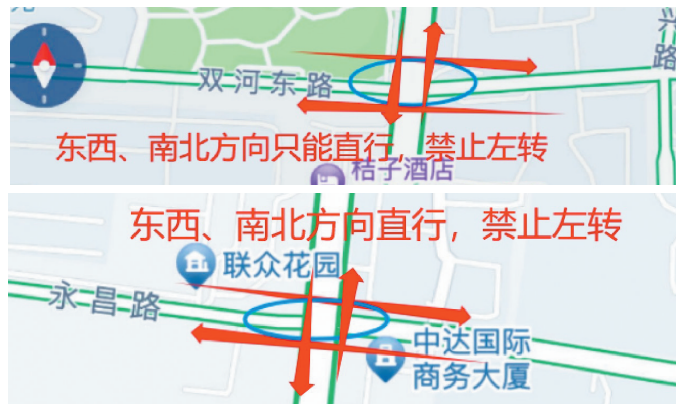 兴
路
双河东路
东西、南北方向只能直行，禁止左转
桔子酒店
东西、南北方向直行，禁止左转
联众花园
永昌路
中达国际
商务大厦